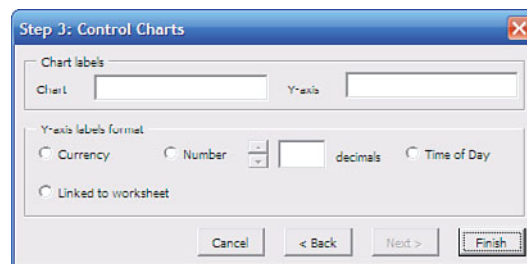 Step 3: Control Charts
Chart labels
Chart Y-axis
Y-axis labels format
Currency Number decimals Time of Day
Linked to worksheet
Cancel < Back Next > Finish